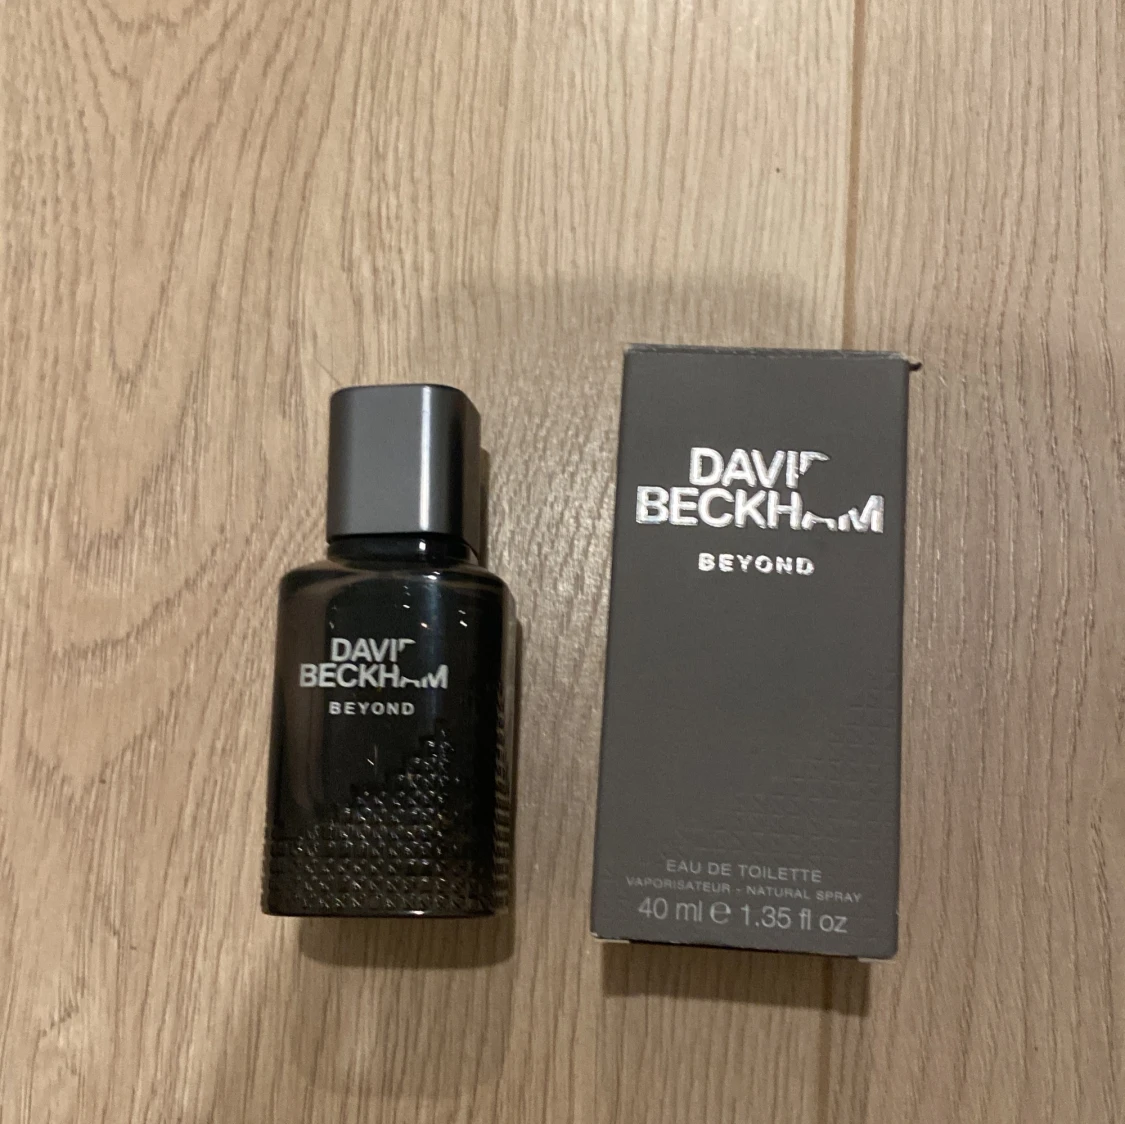 DAVID
BECKHAM
BEYOND
DAVID
BECKHAM
BEYOND
EAU DE TOILETTE
VAPORISATEUR - NATURAL SPRAY
40 ml ℮ 1.35 fl oz